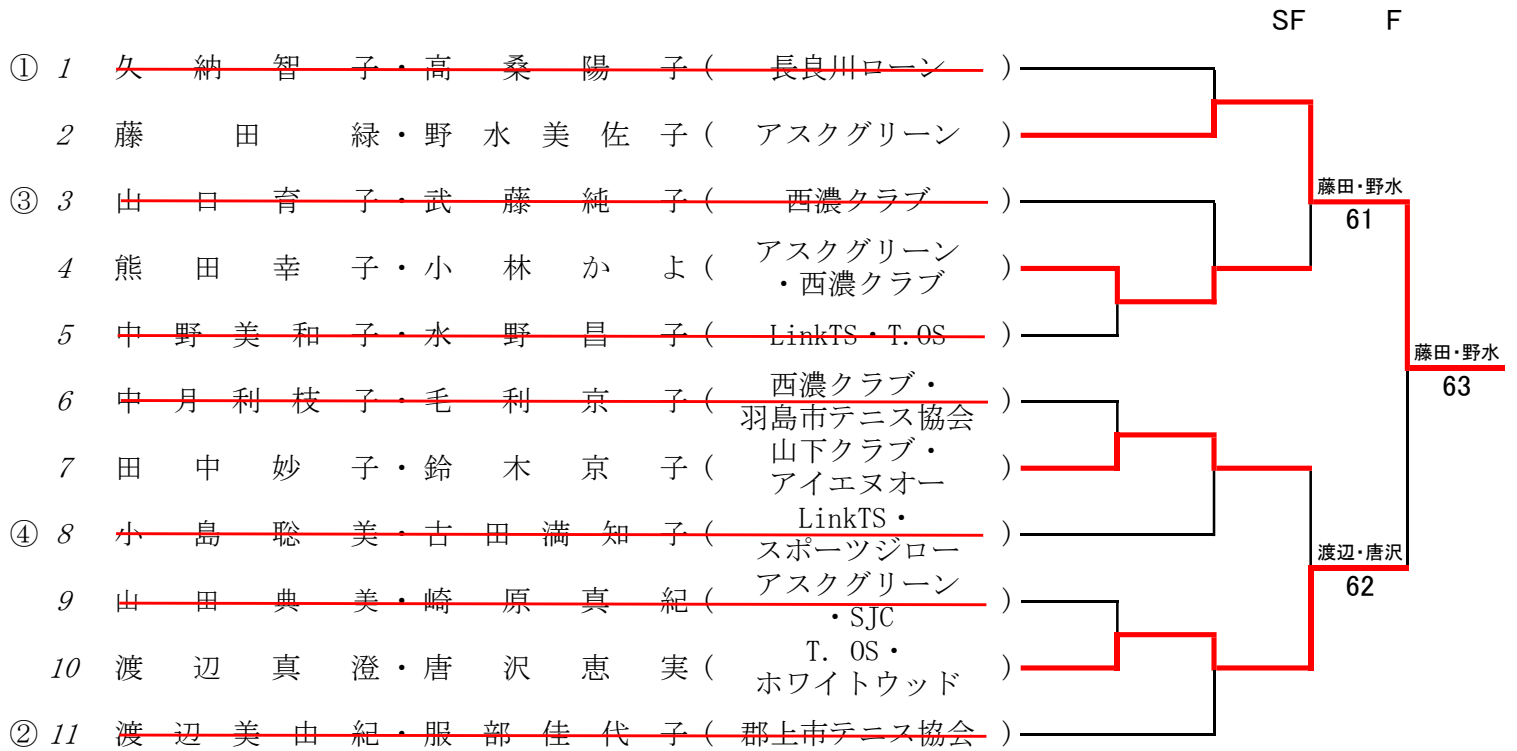 SF F
① 1 久納智子・高桑陽子( 長良川ローン )
2 藤田緑・野水美佐子( アスクグリーン )
③ 3 山口育子・武藤純子( 西濃クラブ )
藤田・野水
61
4 熊田幸子・小林かよ( アスクグリーン
・西濃クラブ )
5 中野美和子・水野昌子( LinkTS・T.OS )
藤田・野水
63
6 中月利枝子・毛利京子( 西濃クラブ・
羽島市テニス協会 )
7 田中妙子・鈴木京子( 山下クラブ・
アイエヌオー )
④ 8 小島聡美・古田満知子( LinkTS・
スポーツジロー )
渡辺・唐沢
62
9 山田典美・崎原真紀( アスクグリーン
・SJC )
10 渡辺真澄・唐沢恵実( T. OS・
ホワイトウッド )
② 11 渡辺美由紀・服部佳代子( 郡上市テニス協会 )